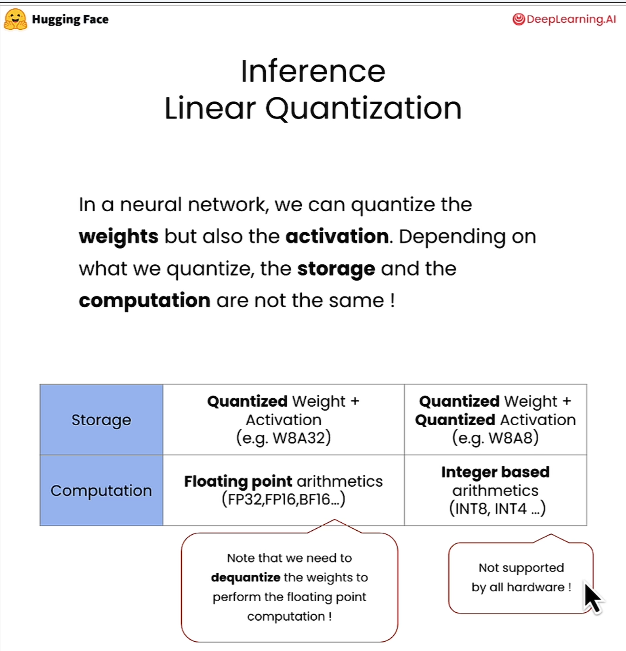 Hugging Face
DeepLearning.AI
Inference
Linear Quantization
In a neural network, we can quantize the
weights but also the activation. Depending on
what we quantize, the storage and the
computation are not the same !
Storage
Quantized Weight +
Activation
(e.g. W8A32)
Quantized Weight +
Quantized Activation
(e.g. W8A8)
Computation
Floating point arithmetics
(FP32,FP16,BF16...)
Integer based
arithmetics
(INT8, INT4 ...)
Note that we need to
dequantize the weights to
perform the floating point
computation !
Not supported
by all hardware !